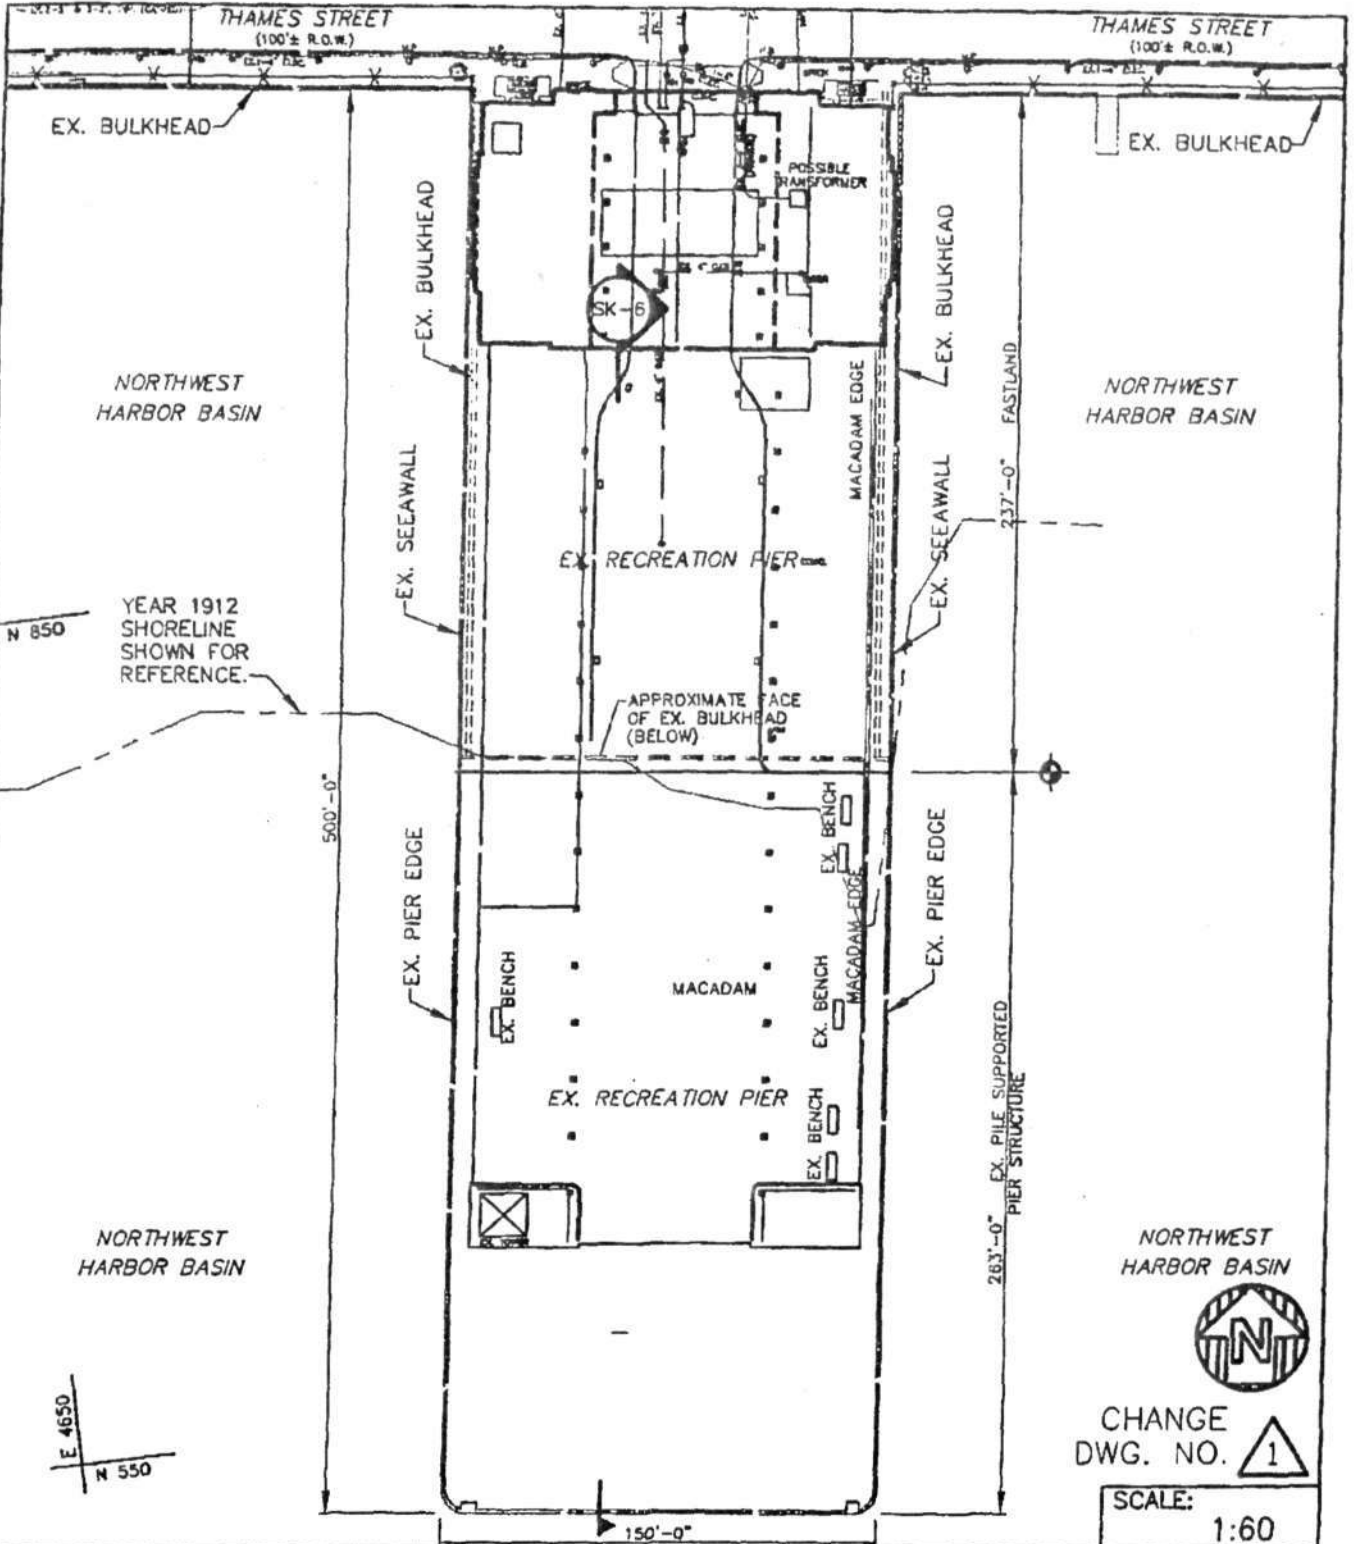 THAMES STREET
(100'± R.O.W.)
THAMES STREET
(100'± R.O.W.)
EX. BULKHEAD
EX. BULKHEAD
POSSIBLE
TRANSFORMER
EX. BULKHEAD
EX. BULKHEAD
SK-6
NORTHWEST
HARBOR BASIN
NORTHWEST
HARBOR BASIN
MACADAM EDGE
237'-0" FASTLAND
EX. SEEAWALL
EX. SEEAWALL
EX. RECREATION PIER
N 850
YEAR 1912
SHORELINE
SHOWN FOR
REFERENCE.
APPROXIMATE FACE
OF EX. BULKHEAD
(BELOW)
500'-0"
EX. BENCH
EX. PIER EDGE
EX. PIER EDGE
MACADAM EDGE
EX. BENCH
MACADAM
EX. BENCH
EX. RECREATION PIER
EX. BENCH
263'-0" EX. PILE SUPPORTED
PIER STRUCTURE
NORTHWEST
HARBOR BASIN
NORTHWEST
HARBOR BASIN
N
E 4650
N 550
CHANGE
DWG. NO. 1
SCALE:
1:60
150'-0"